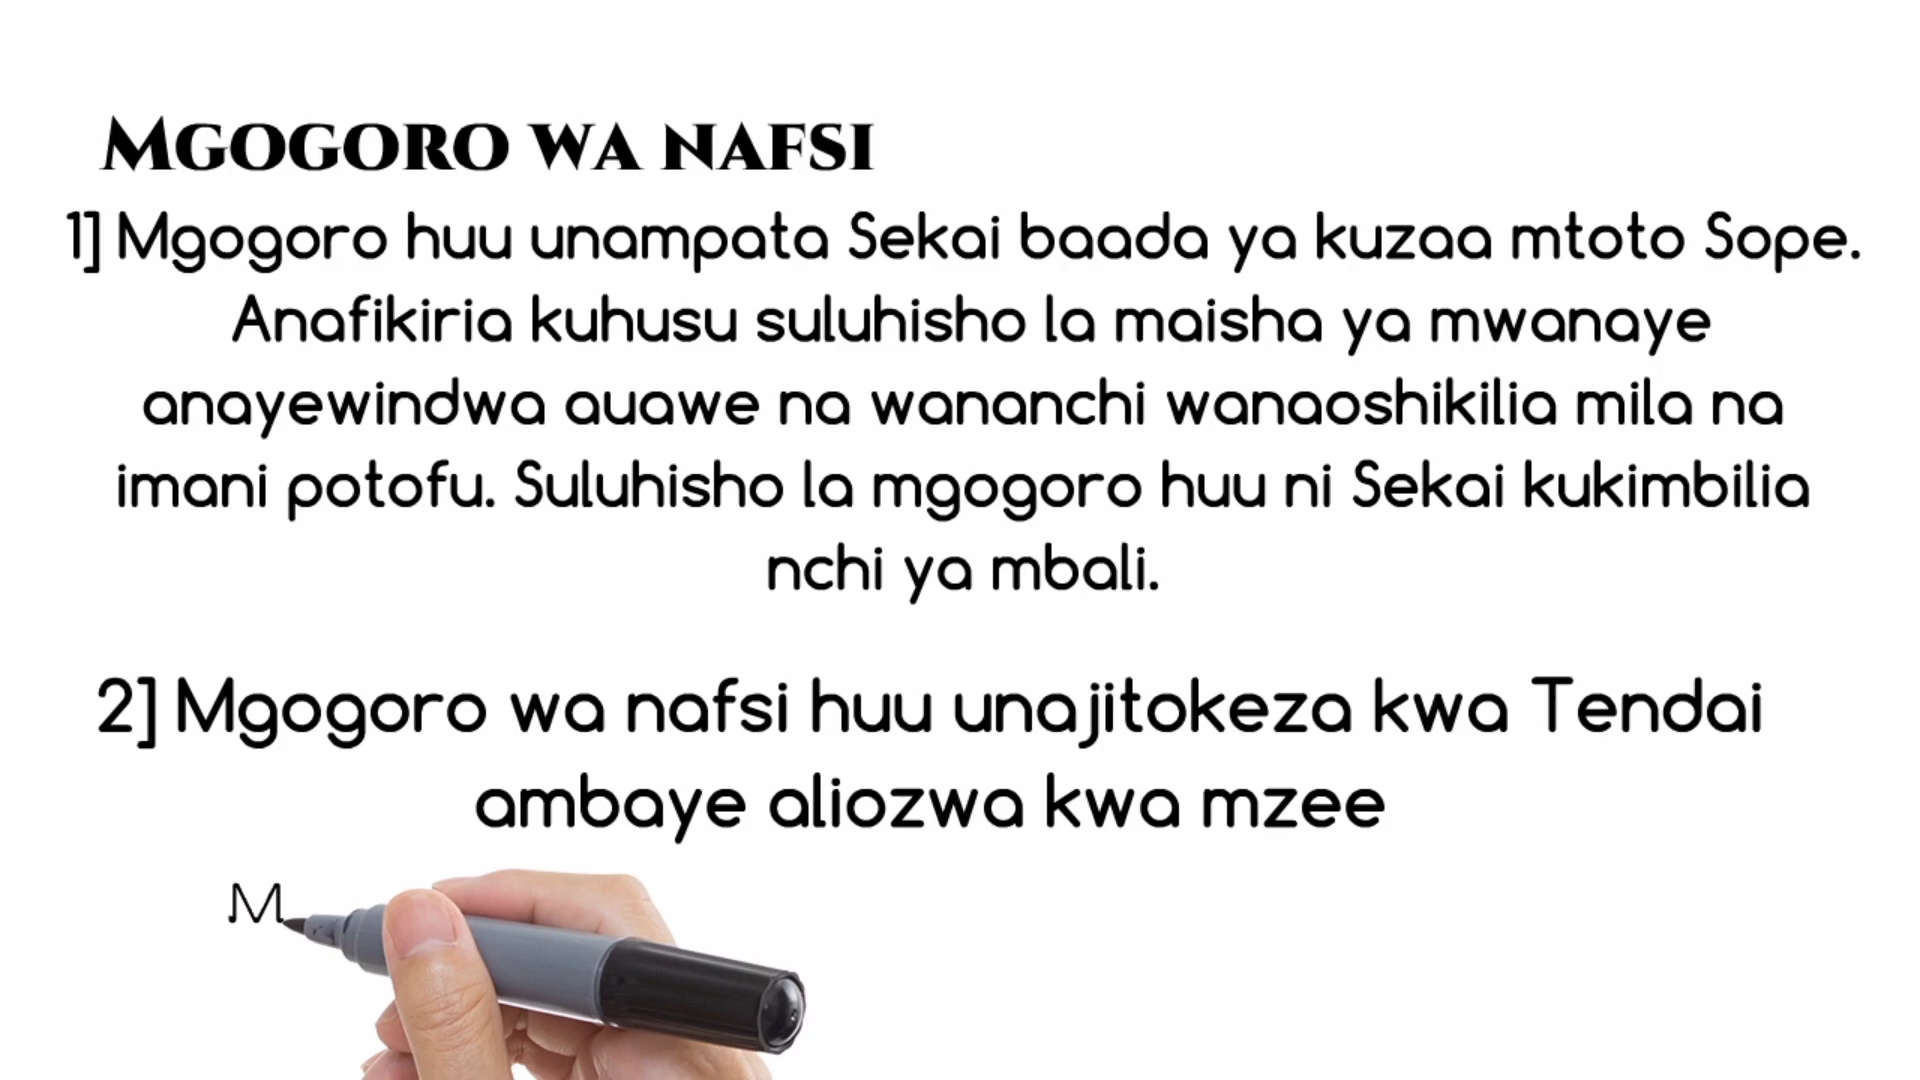 MGOGORO WA NAFSI
1] Mgogoro huu unampata Sekai baada ya kuzaa mtoto Sope.
Anafikiria kuhusu suluhisho la maisha ya mwanaye
anayewindwa auawe na wananchi wanaoshikilia mila na
imani potofu. Suluhisho la mgogoro huu ni Sekai kukimbilia
nchi ya mbali.
2] Mgogoro wa nafsi huu unajitokeza kwa Tendai
ambaye aliozwa kwa mzee
M